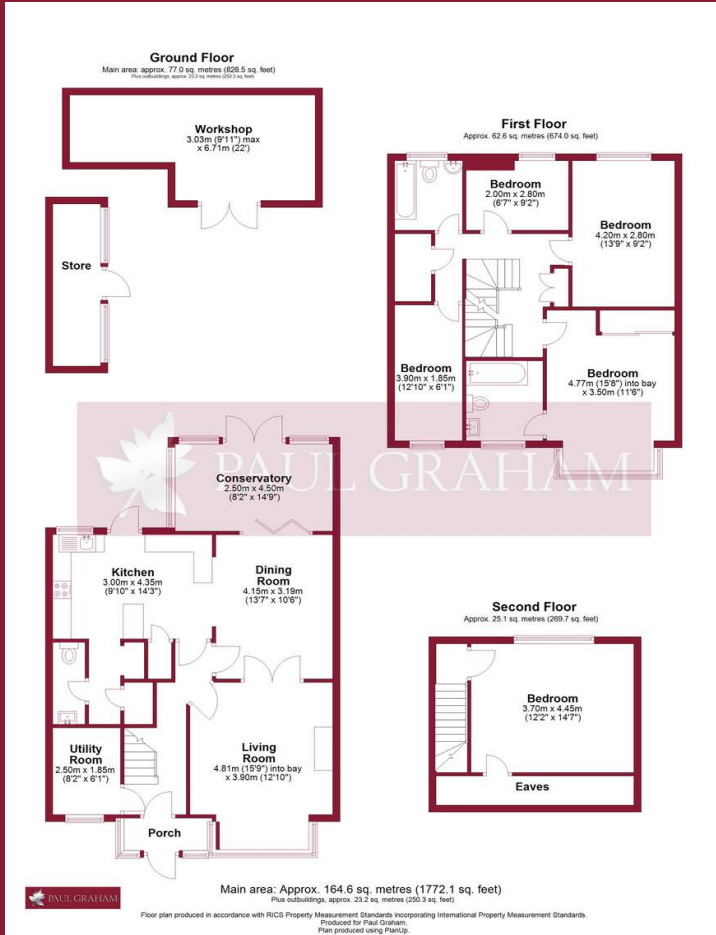 Ground Floor
Main area: approx. 77.0 sq. metres (828.5 sq. feet)
Plus outbuildings, approx. 23.2 sq. metres (250.3 sq. feet)
Workshop
3.03m (9'11") max
x 6.71m (22')
Store
First Floor
Approx. 62.6 sq. metres (674.0 sq. feet)
Bedroom
2.00m x 2.80m
(6'7" x 9'2")
Bedroom
4.20m x 2.80m
(13'9" x 9'2")
Bedroom
3.90m x 1.85m
(12'10" x 6'1")
Bedroom
4.77m (15'8") into bay
x 3.50m (11'6")
PAUL GRAHAM
Conservatory
2.50m x 4.50m
(8'2" x 14'9")
Kitchen
3.00m x 4.35m
(9'10" x 14'3")
Dining
Room
4.15m x 3.19m
(13'7" x 10'6")
Utility
Room
2.50m x 1.85m
(8'2" x 6'1")
Living
Room
4.81m (15'9") into bay
x 3.90m (12'10")
Porch
Second Floor
Approx. 25.1 sq. metres (269.7 sq. feet)
Bedroom
3.70m x 4.45m
(12'2" x 14'7")
Eaves
PAUL GRAHAM
Main area: Approx. 164.6 sq. metres (1772.1 sq. feet)
Plus outbuildings, approx. 23.2 sq. metres (250.3 sq. feet)
Floor plan produced in accordance with RICS Property Measurement Standards incorporating International Property Measurement Standards.
Produced for Paul Graham.
Plan produced using PlanUp.